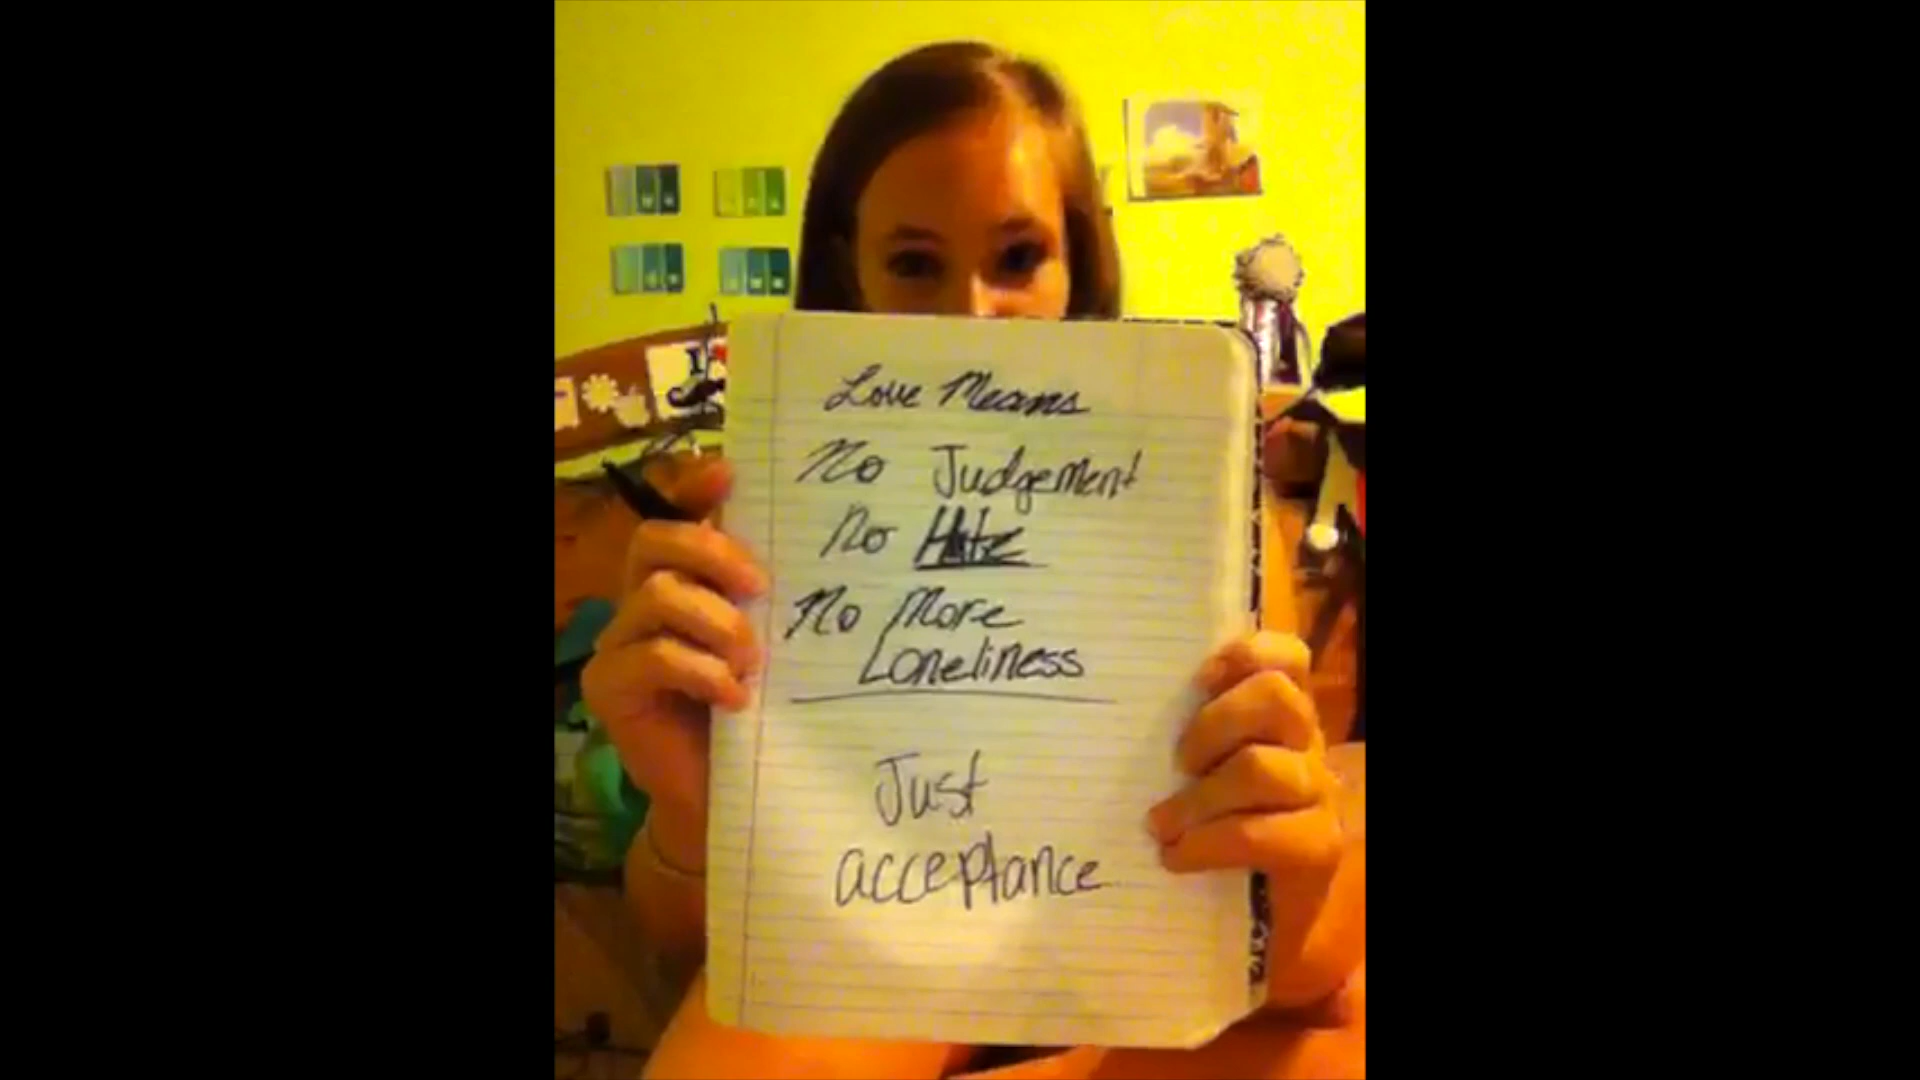 I
Love Means
No Judgement
No Hate
No More
Loneliness
Just
acceptance